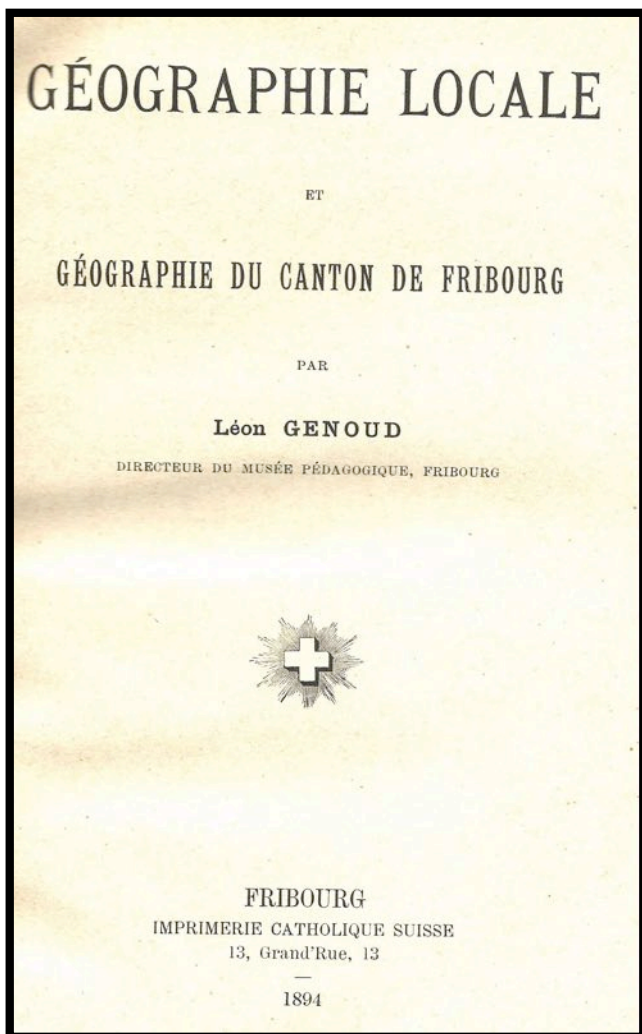 GÉOGRAPHIE LOCALE
ET
GÉOGRAPHIE DU CANTON DE FRIBOURG
PAR
Léon GENOUD
DIRECTEUR DU MUSÉE PÉDAGOGIQUE, FRIBOURG
FRIBOURG
IMPRIMERIE CATHOLIQUE SUISSE
13, Grand'Rue, 13
1894